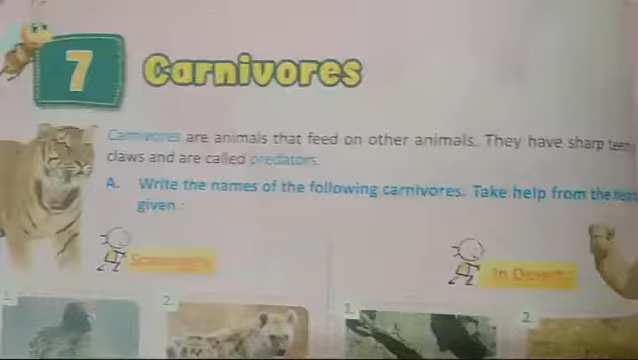 7
Carnivores
Carnivores are animals that feed on other animals. They have sharp teeth
claws and are called predators.
A. Write the names of the following carnivores. Take help from the
given :
Scavengers
In Desert
1.
2.
1.
2.